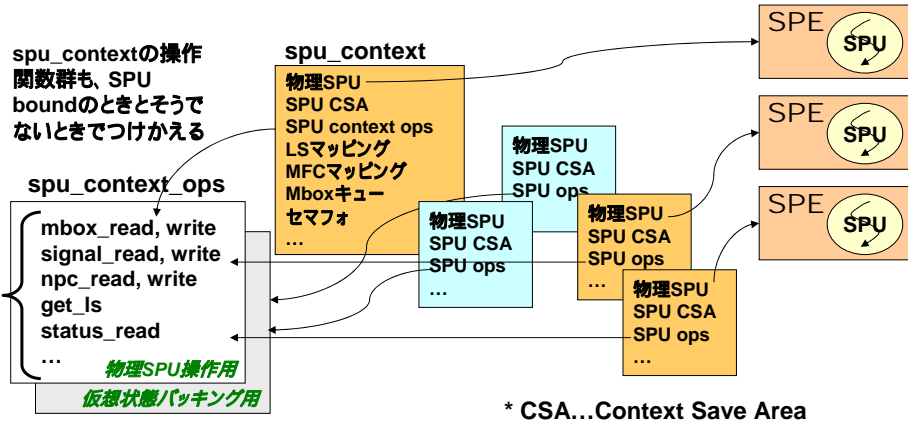 spu_contextの操作
関数群も、SPU
boundのときとそうで
ないときでつけかえる
spu_context
物理SPU
SPU CSA
SPU context ops
LSマッピング
MFCマッピング
Mboxキュー
セマフォ
…
spu_context_ops
mbox_read, write
signal_read, write
npc_read, write
get_ls
status_read
…
物理SPU操作用
仮想状態バッキング用
物理SPU
SPU CSA
SPU ops
物理SPU
SPU CSA
SPU ops
…
物理SPU
SPU CSA
SPU ops
…
物理SPU
SPU CSA
SPU ops
…
SPE
SPU
SPE
SPU
SPE
SPU
* CSA…Context Save Area